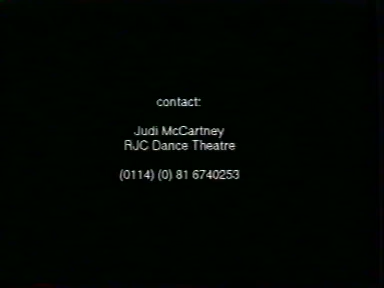 contact:
Judi McCartney
RJC Dance Theatre
(0114) (0) 81 6740253